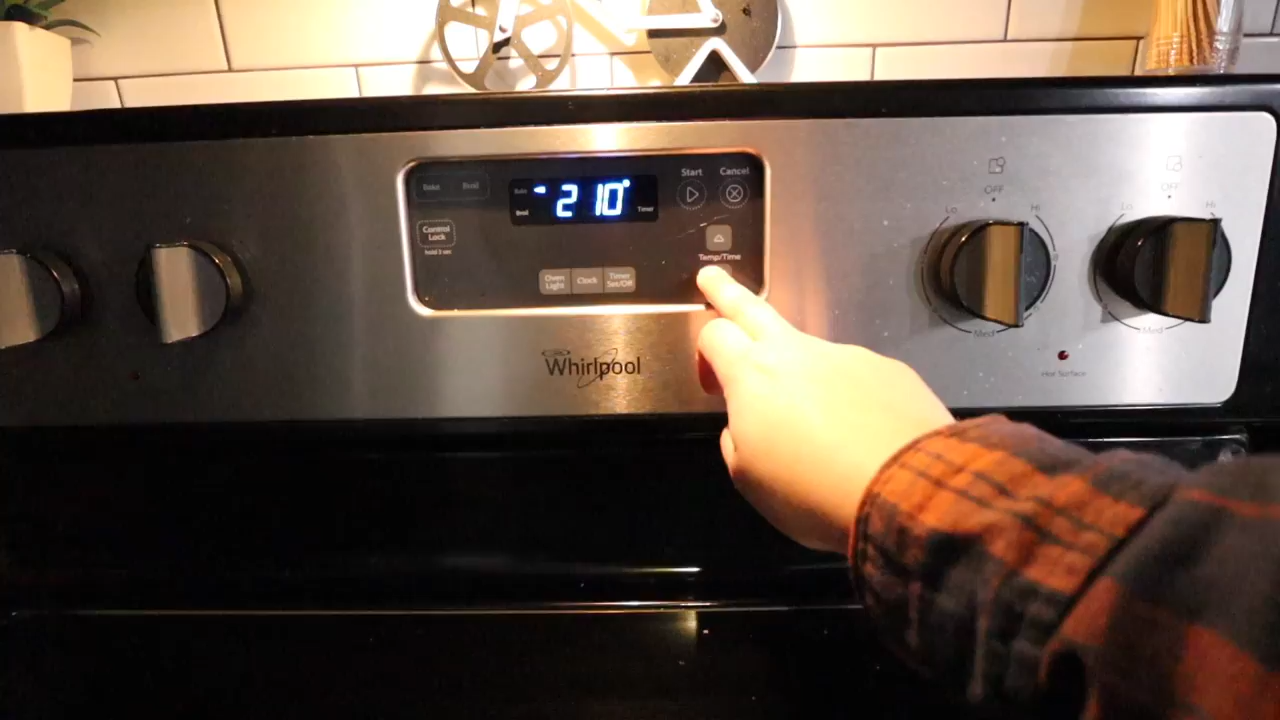 Bake Broil
Start Cancel
Bake 210°
Broil Timer
Control
Lock
hold 3 sec
Temp/Time
Oven
Light
Clock
Timer
Set/Off
Whirlpool
OFF
Lo Hi
Med
Hot Surface
OFF
Lo Hi
Med